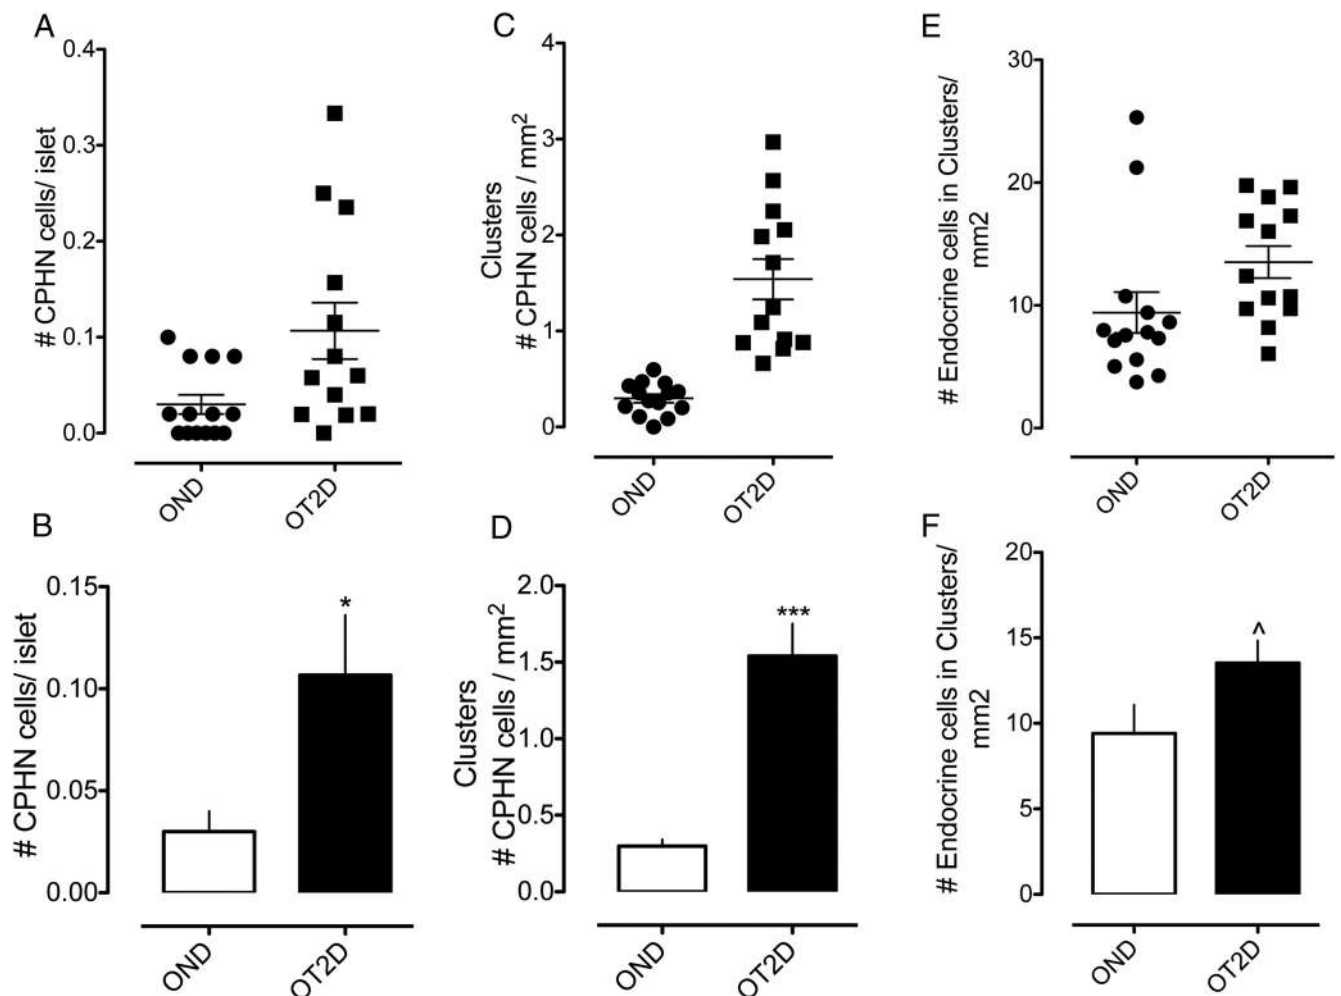 A
# CPHN cells/ islet
0.4
0.3
0.2
0.1
0.0
OND
OT2D
C
Clusters
# CPHN cells / mm2
4
3
2
1
0
OND
OT2D
E
# Endocrine cells in Clusters/
mm2
30
20
10
0
OND
OT2D
B
# CPHN cells/ islet
0.15
0.10
0.05
0.00
*
OND
OT2D
D
Clusters
# CPHN cells / mm2
2.0
1.5
1.0
0.5
0.0
***
OND
OT2D
F
# Endocrine cells in Clusters/
mm2
20
15
10
5
0
^
OND
OT2D